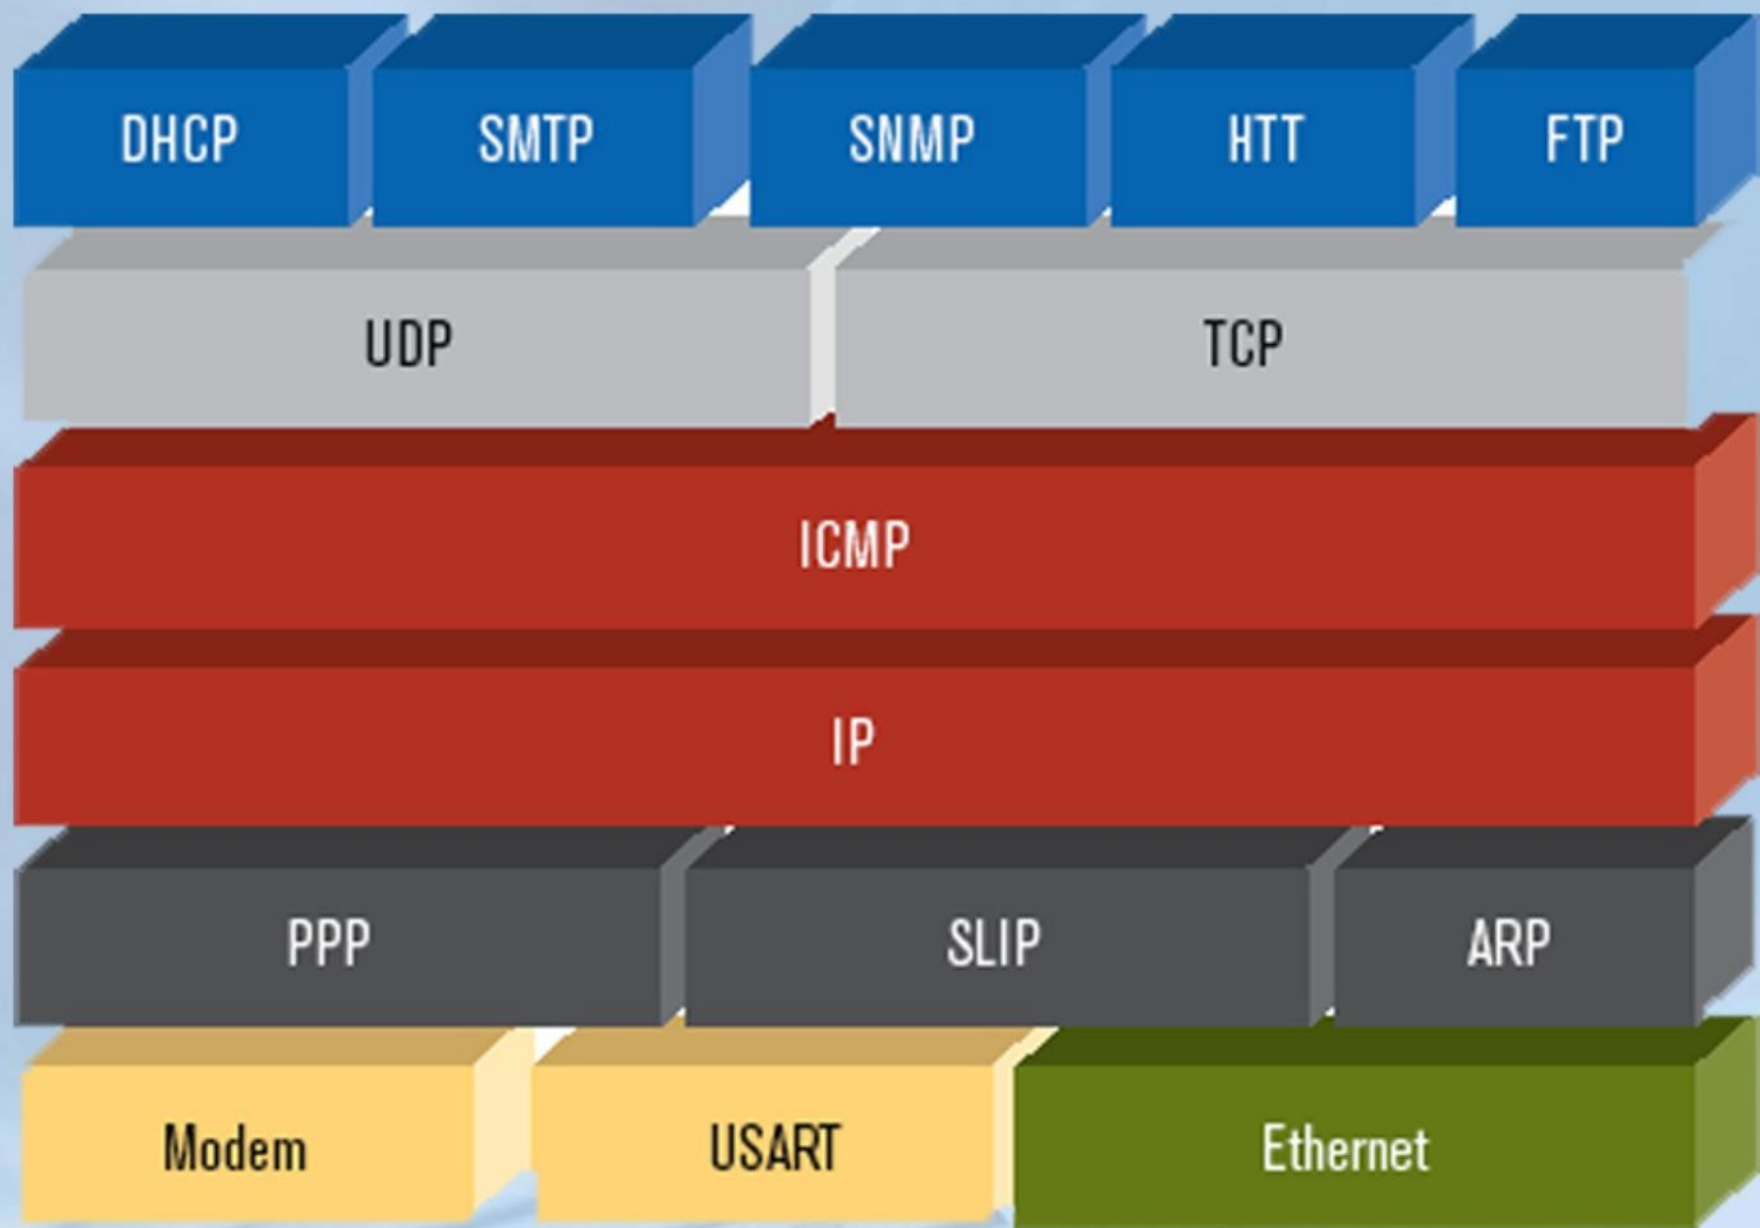 DHCP SMTP SNMP HTT FTP
UDP TCP
ICMP
IP
PPP SLIP ARP
Modem USART Ethernet